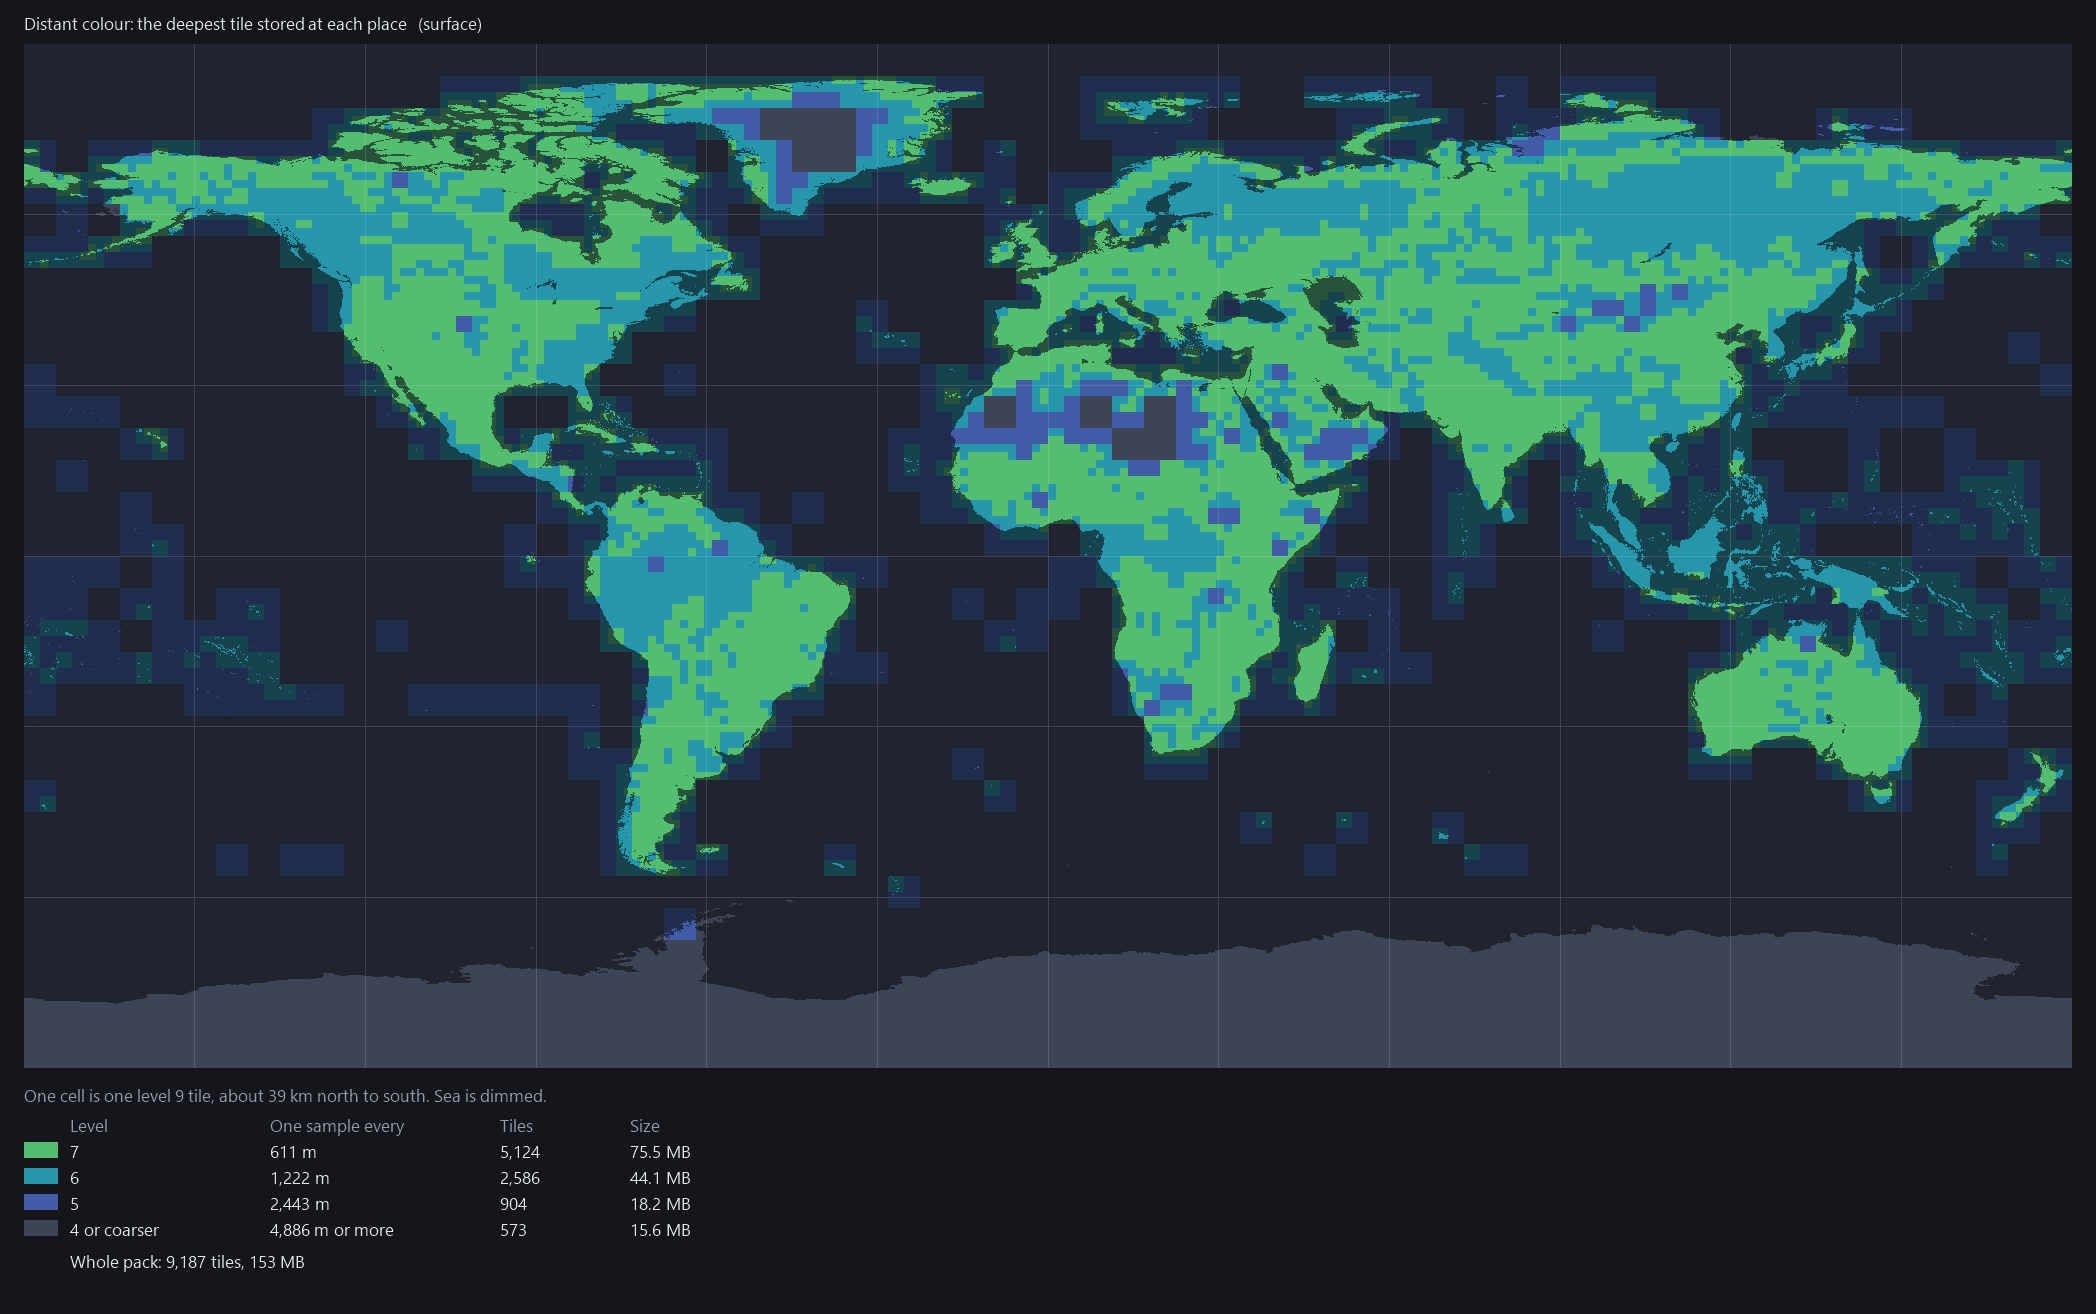 Distant colour: the deepest tile stored at each place (surface)
One cell is one level 9 tile, about 39 km north to south. Sea is dimmed.
Level One sample every Tiles Size
7 611 m 5,124 75.5 MB
6 1,222 m 2,586 44.1 MB
5 2,443 m 904 18.2 MB
4 or coarser 4,886 m or more 573 15.6 MB
Whole pack: 9,187 tiles, 153 MB